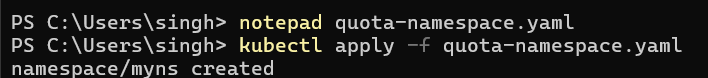 PS C:\Users\singh> notepad quota-namespace.yaml
PS C:\Users\singh> kubectl apply -f quota-namespace.yaml
namespace/myns created